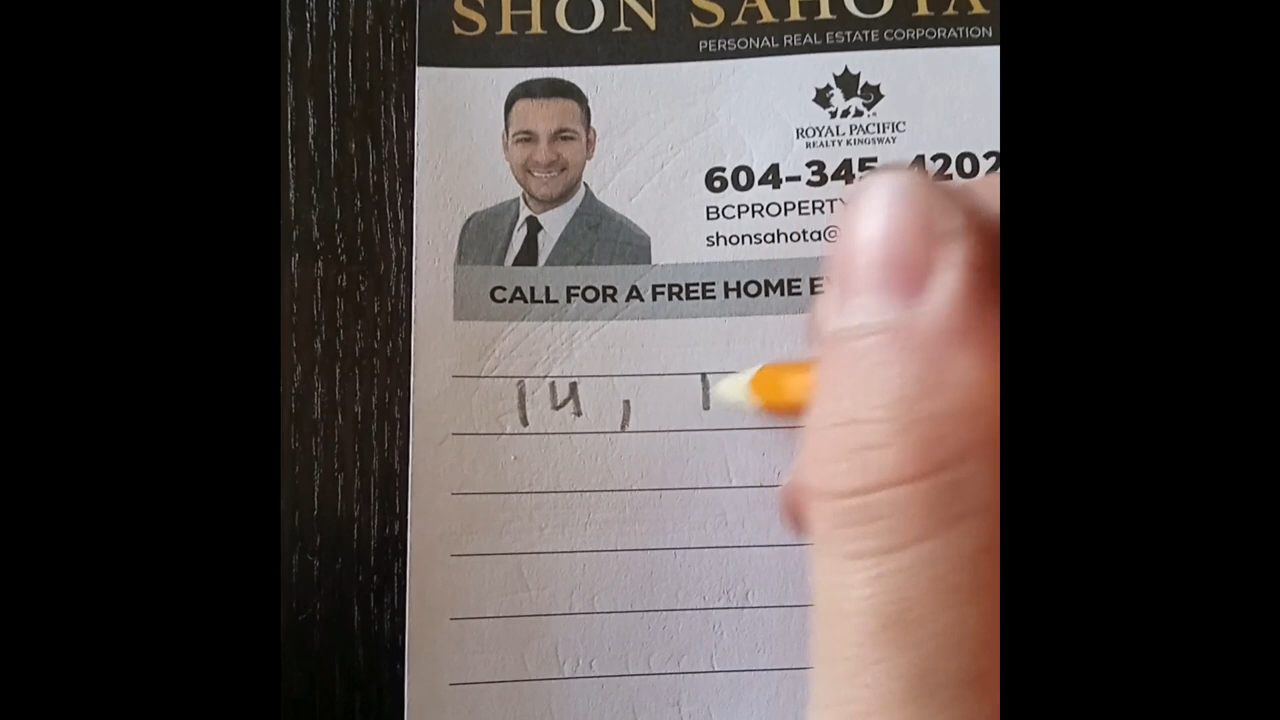 SHON SAHOTA
PERSONAL REAL ESTATE CORPORATION
ROYAL PACIFIC
REALTY KINGSWAY
604-345-4202
BCPROPERTY
shonsahota@
CALL FOR A FREE HOME
14, 1